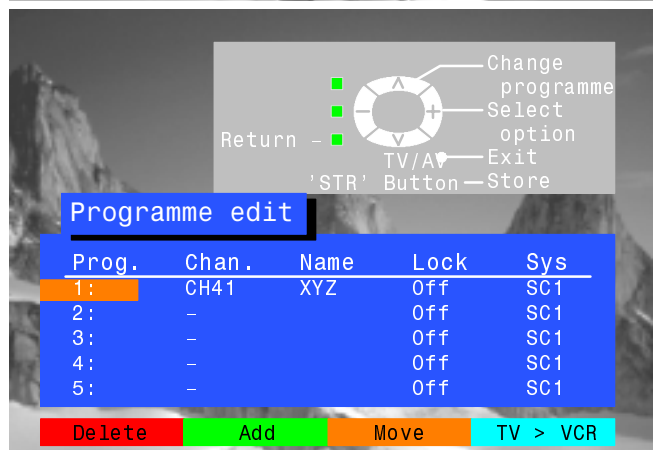 Change
programme
Select
option
Return –
TV/AV
Exit
'STR' Button
Store
Programme edit
Prog. Chan. Name Lock Sys
1: CH41 XYZ Off SC1
2: – Off SC1
3: – Off SC1
4: – Off SC1
5: – Off SC1
Delete Add Move TV > VCR